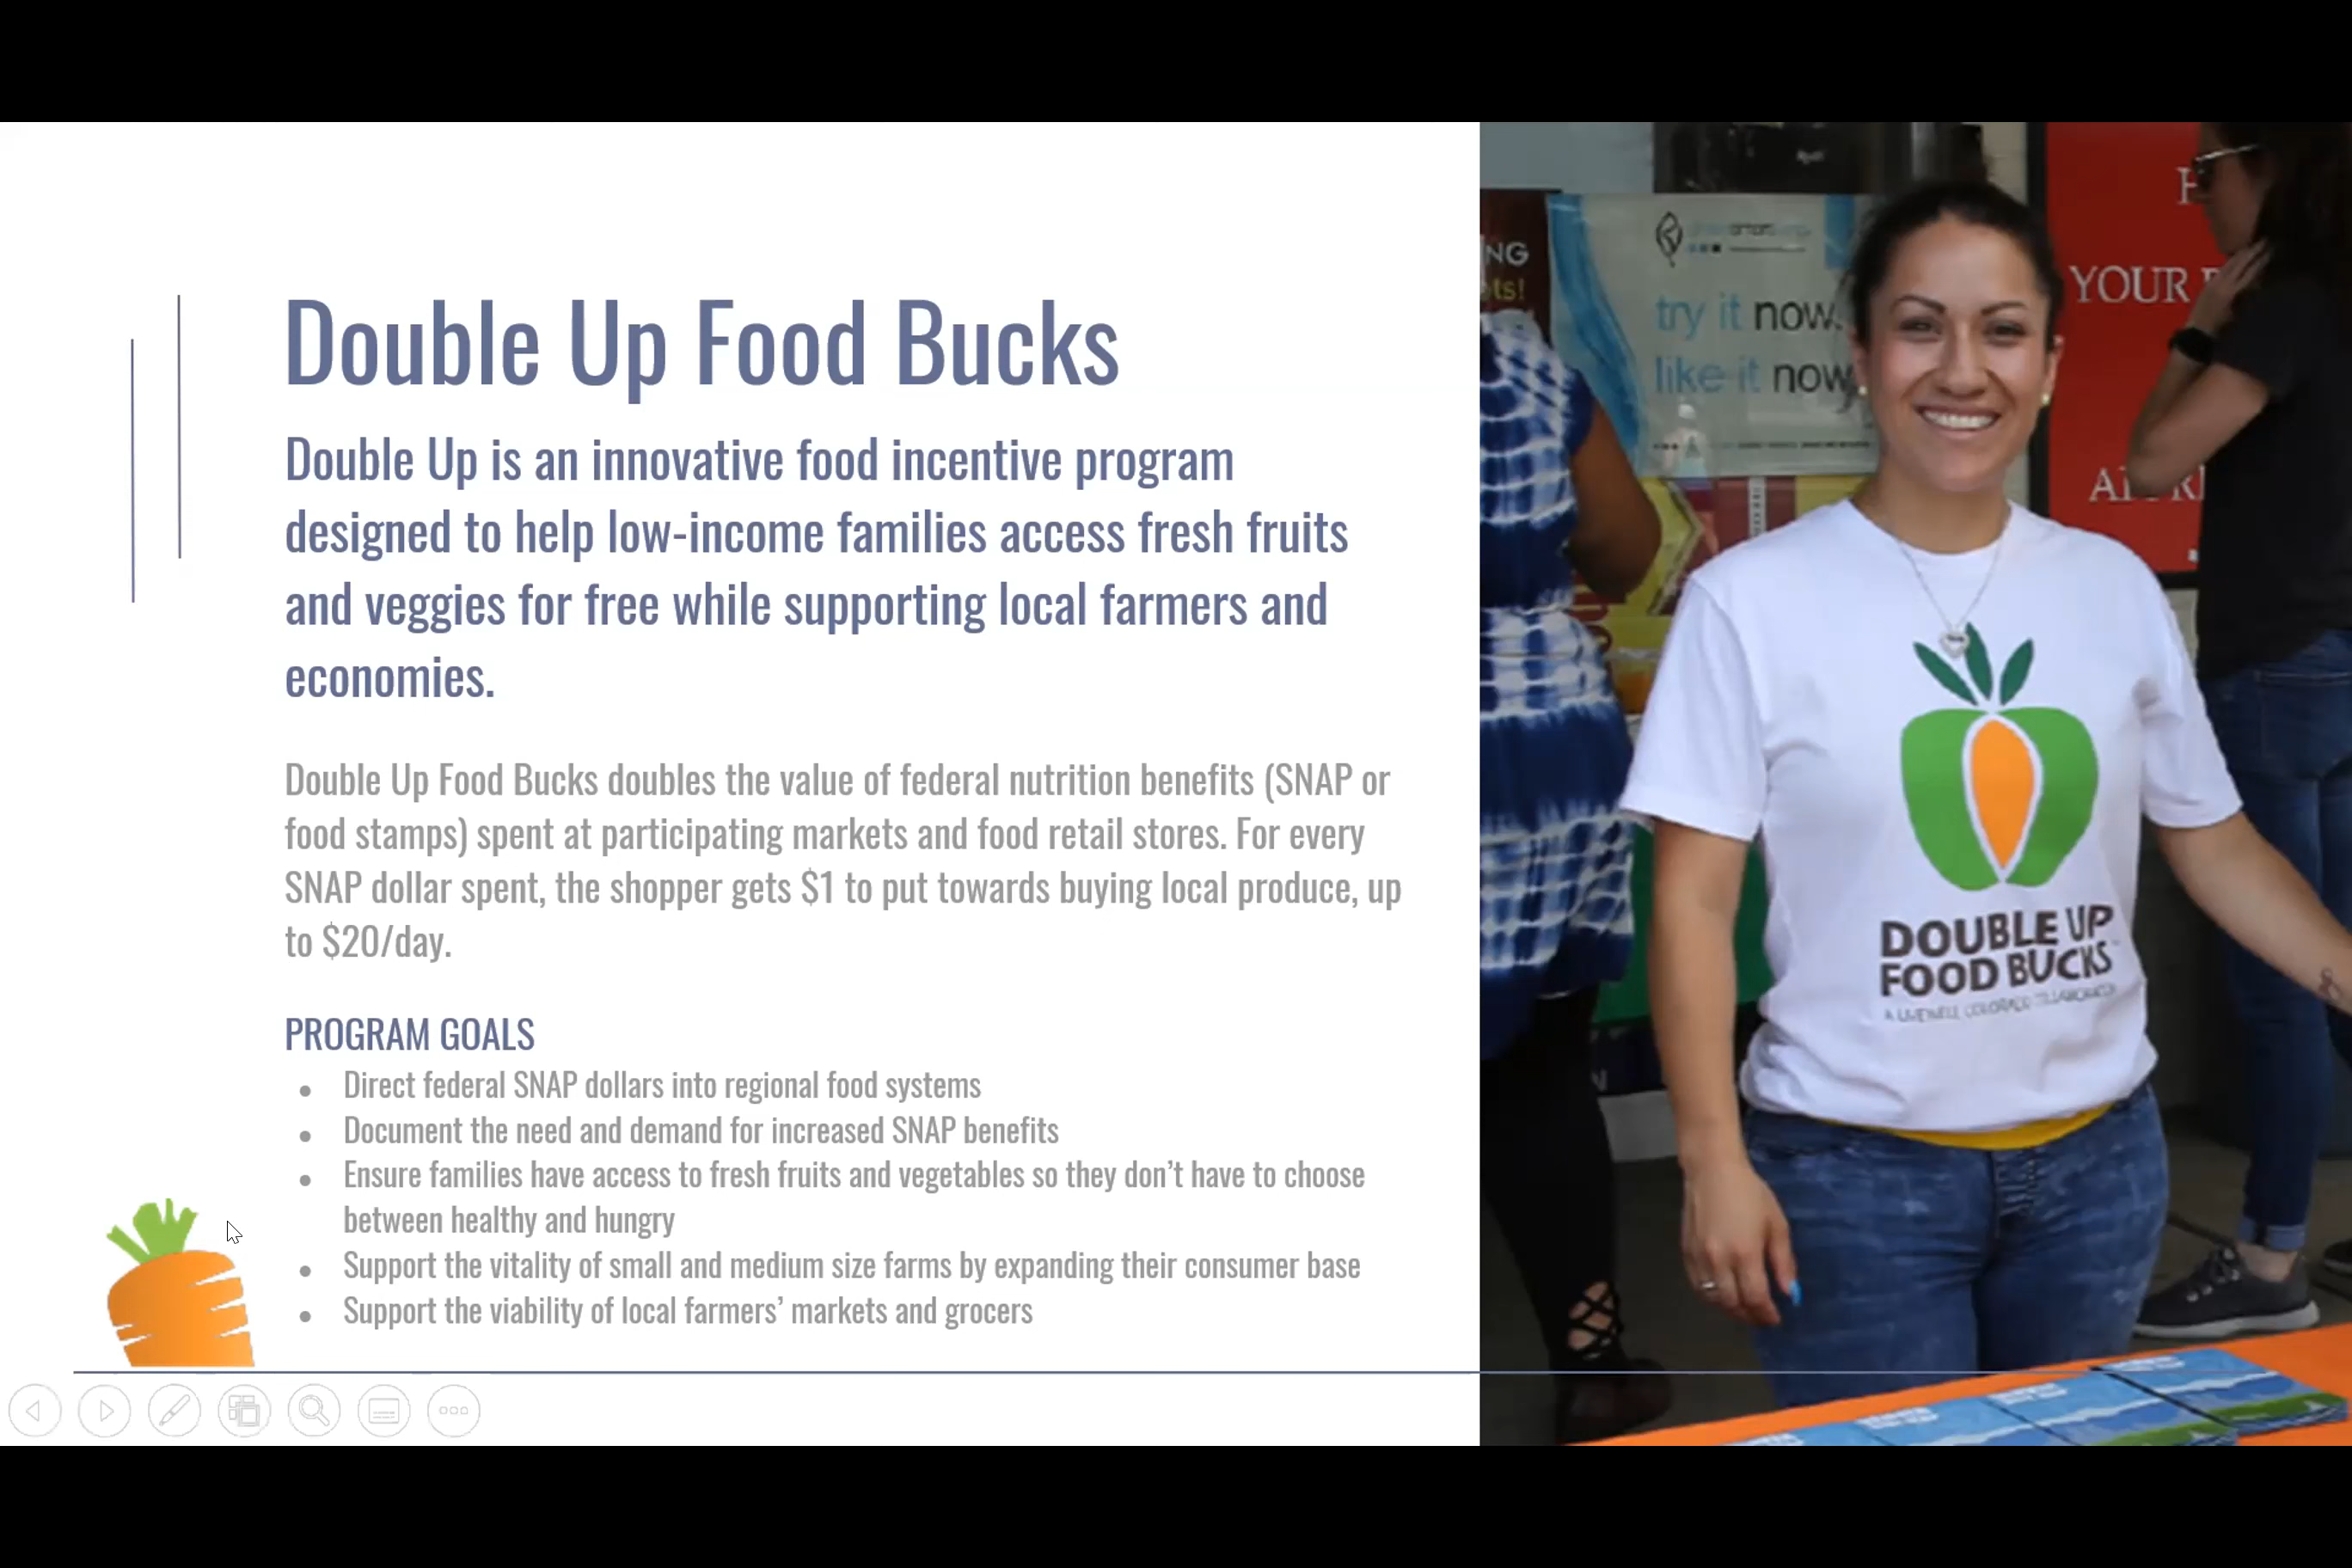 Double Up Food Bucks
Double Up is an innovative food incentive program
designed to help low-income families access fresh fruits
and veggies for free while supporting local farmers and
economies.
Double Up Food Bucks doubles the value of federal nutrition benefits (SNAP or
food stamps) spent at participating markets and food retail stores. For every
SNAP dollar spent, the shopper gets $1 to put towards buying local produce, up
to $20/day.
PROGRAM GOALS
Direct federal SNAP dollars into regional food systems
Document the need and demand for increased SNAP benefits
Ensure families have access to fresh fruits and vegetables so they don’t have to choose
between healthy and hungry
Support the vitality of small and medium size farms by expanding their consumer base
Support the viability of local farmers’ markets and grocers
try it now.
like it now
YOUR
DOUBLE UP
FOOD BUCKS
A LIVEWELL COLORADO COLLABORATION